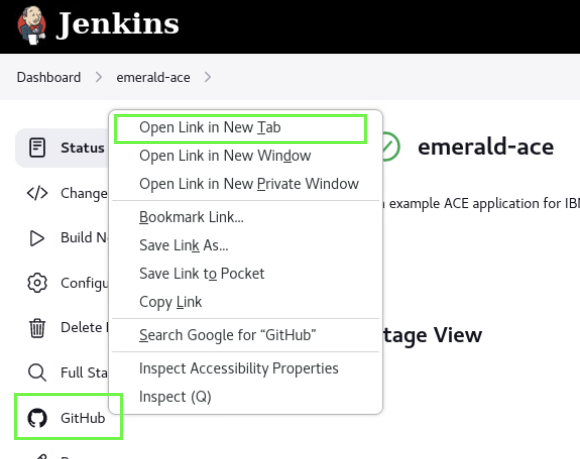 Jenkins
Dashboard > emerald-ace >
Status
Change
Build N
Configu
Delete
Full Sta
GitHub
Open Link in New Tab
Open Link in New Window
Open Link in New Private Window
Bookmark Link...
Save Link As...
Save Link to Pocket
Copy Link
Search Google for “GitHub”
Inspect Accessibility Properties
Inspect (Q)
emerald-ace
example ACE application for IB
tage View